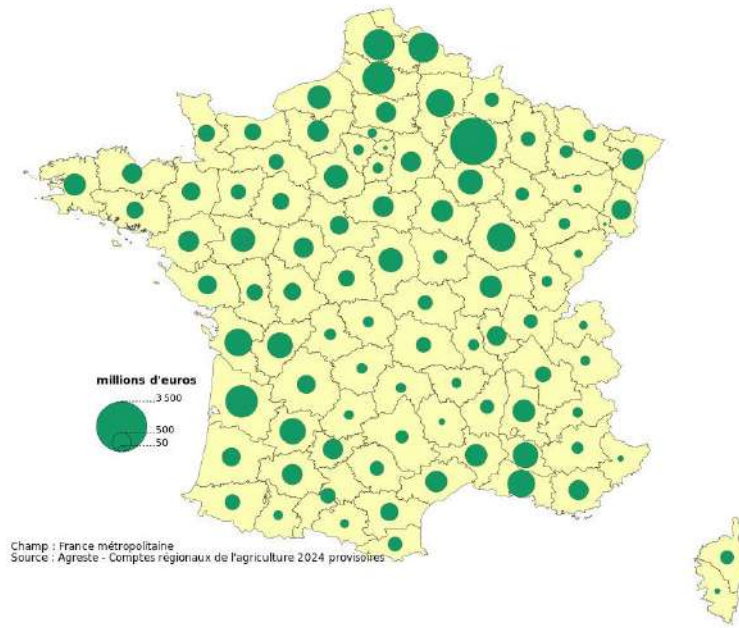 millions d'euros
3 500
500
50
Champ : France métropolitaine
Source : Agreste - Comptes régionaux de l'agriculture 2024 provisoires